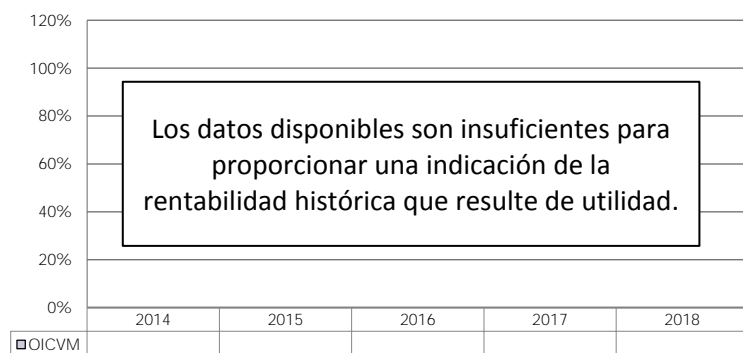 120%
100%
80%
60%
40%
20%
0%
Los datos disponibles son insuficientes para
proporcionar una indicación de la
rentabilidad histórica que resulte de utilidad.
2014 2015 2016 2017 2018
OICVM